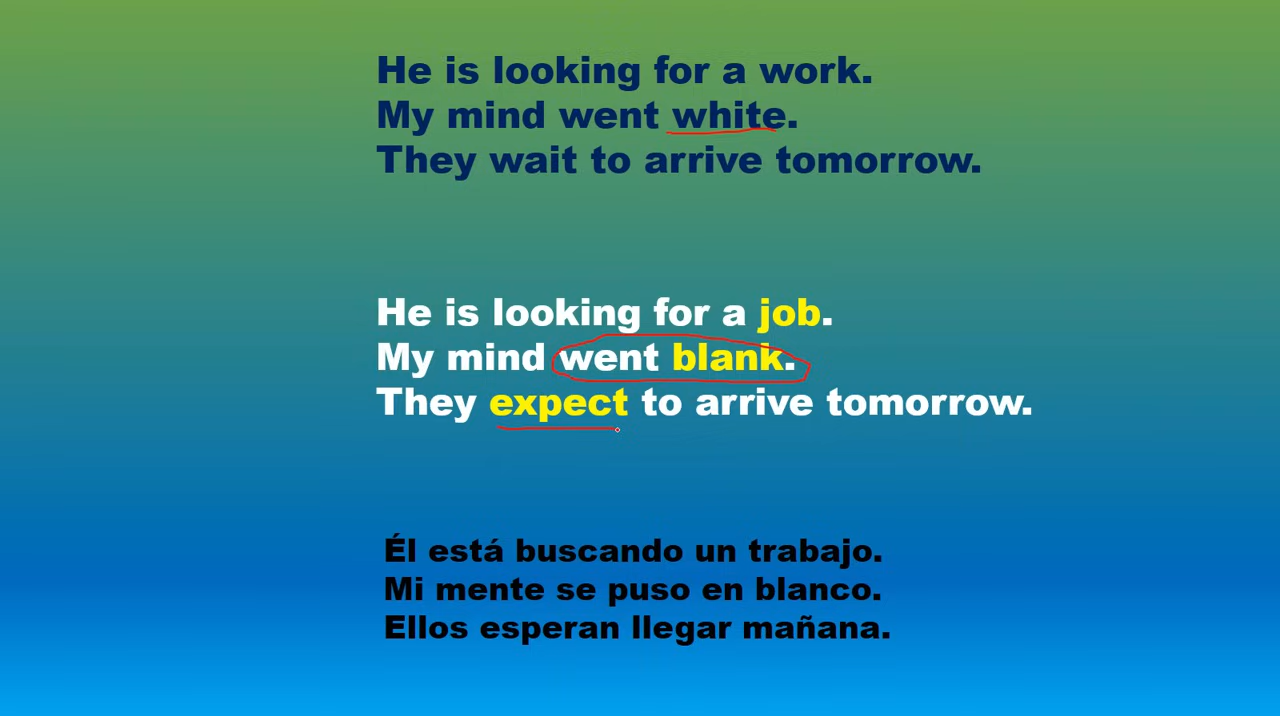 He is looking for a work.
My mind went white.
They wait to arrive tomorrow.
He is looking for a job.
My mind went blank.
They expect to arrive tomorrow.
Él está buscando un trabajo.
Mi mente se puso en blanco.
Ellos esperan llegar mañana.